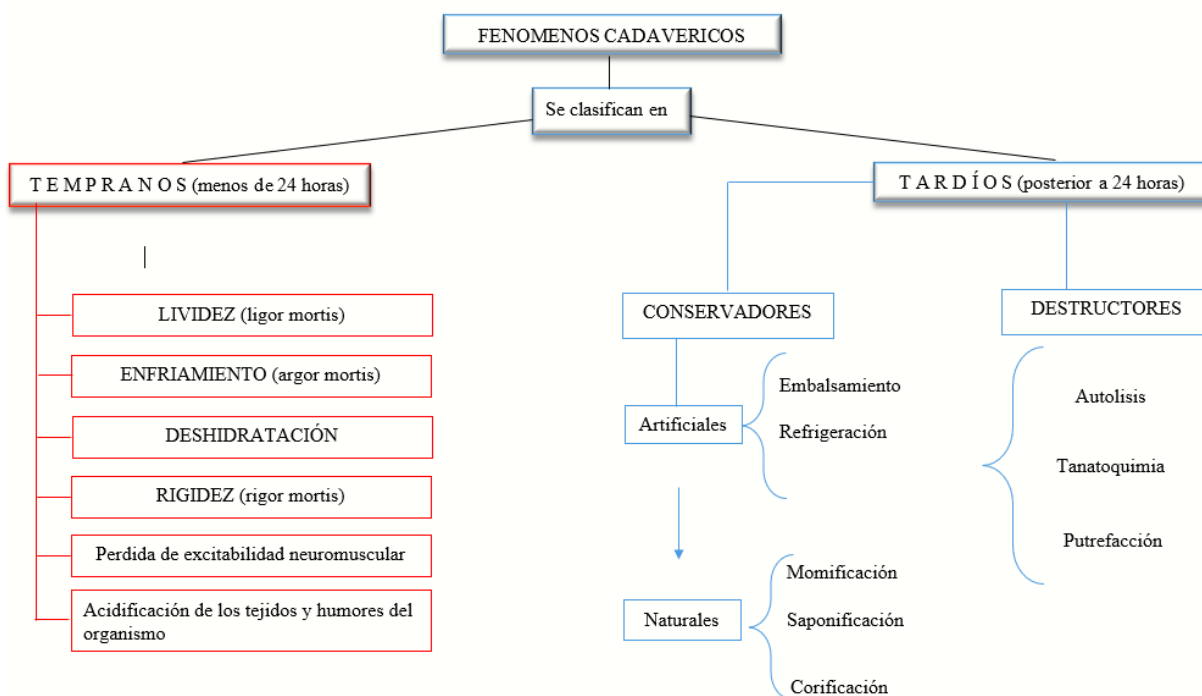 FENOMENOS CADAVERICOS
Se clasifican en
T E M P R A N O S (menos de 24 horas)
T A R D Í O S (posterior a 24 horas)
LIVIDEZ (ligor mortis)
ENFRIAMIENTO (argor mortis)
DESHIDRATACIÓN
RIGIDEZ (rigor mortis)
Perdida de excitabilidad neuromuscular
Acidificación de los tejidos y humores del
organismo
CONSERVADORES
Artificiales
Embalsamiento
Refrigeración
Naturales
Momificación
Saponificación
Corificación
DESTRUCTORES
Autolisis
Tanatoquimia
Putrefacción